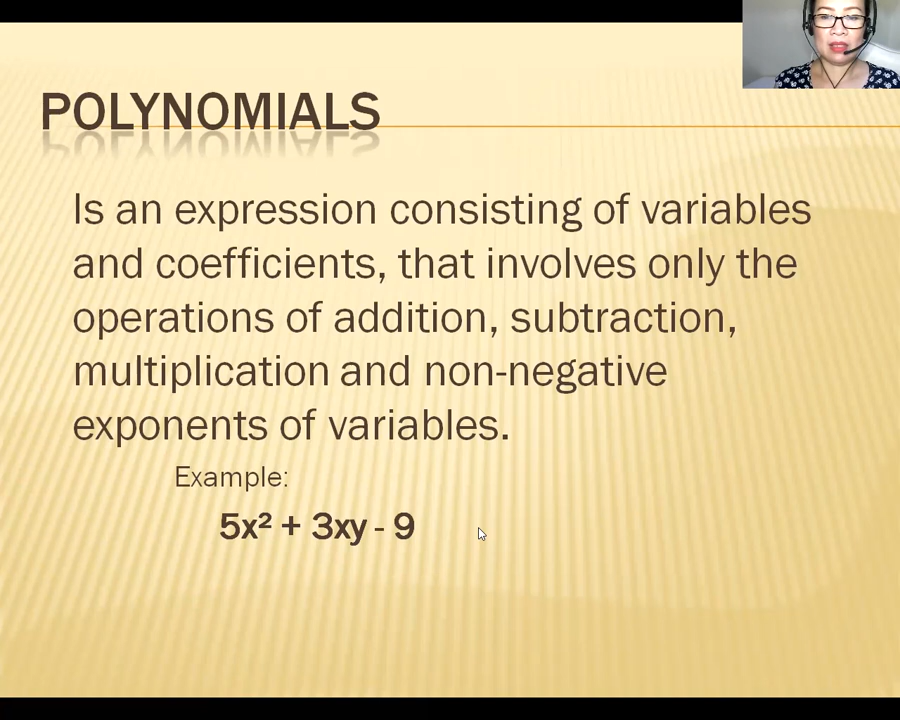 POLYNOMIALS
Is an expression consisting of variables
and coefficients, that involves only the
operations of addition, subtraction,
multiplication and non-negative
exponents of variables.
Example:
5x² + 3xy - 9